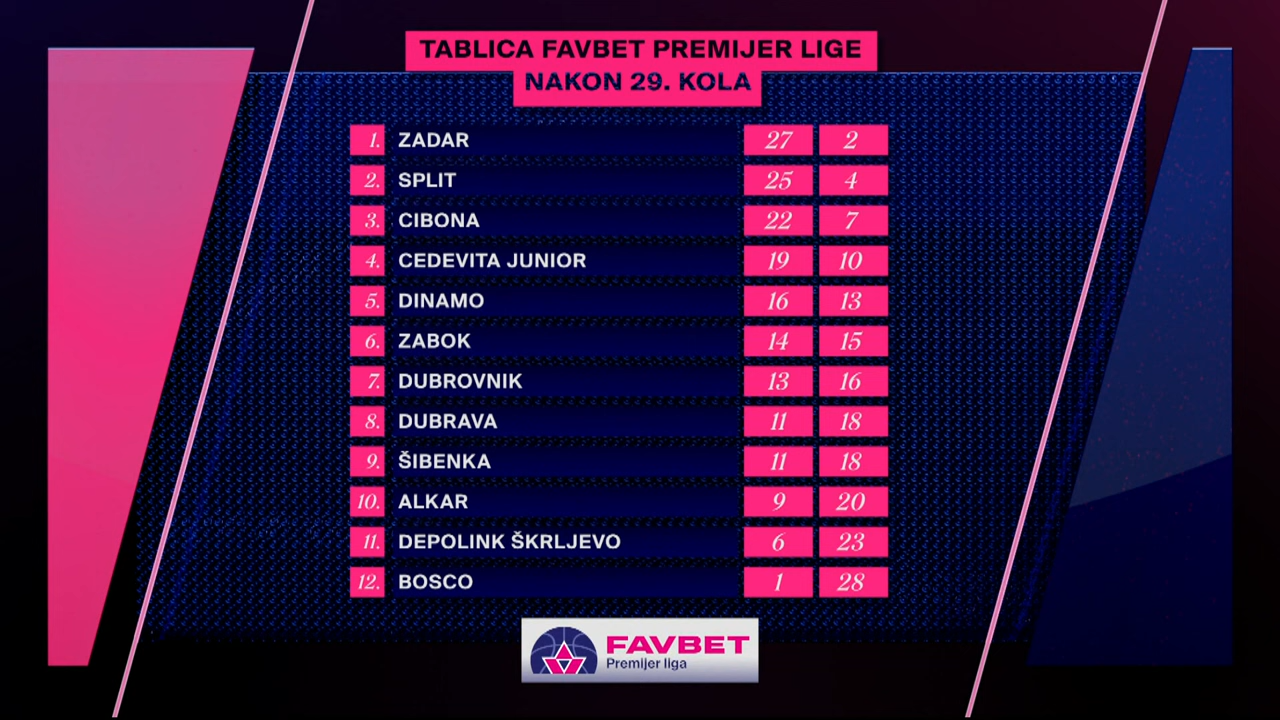 TABLICA FAVBET PREMIJER LIGE
NAKON 29. KOLA
1. ZADAR 27 2
2. SPLIT 25 4
3. CIBONA 22 7
4. CEDEVITA JUNIOR 19 10
5. DINAMO 16 13
6. ZABOK 14 15
7. DUBROVNIK 13 16
8. DUBRAVA 11 18
9. ŠIBENKA 11 18
10. ALKAR 9 20
11. DEPOLINK ŠKRLJEVO 6 23
12. BOSCO 1 28
FAVBET
Premijer liga